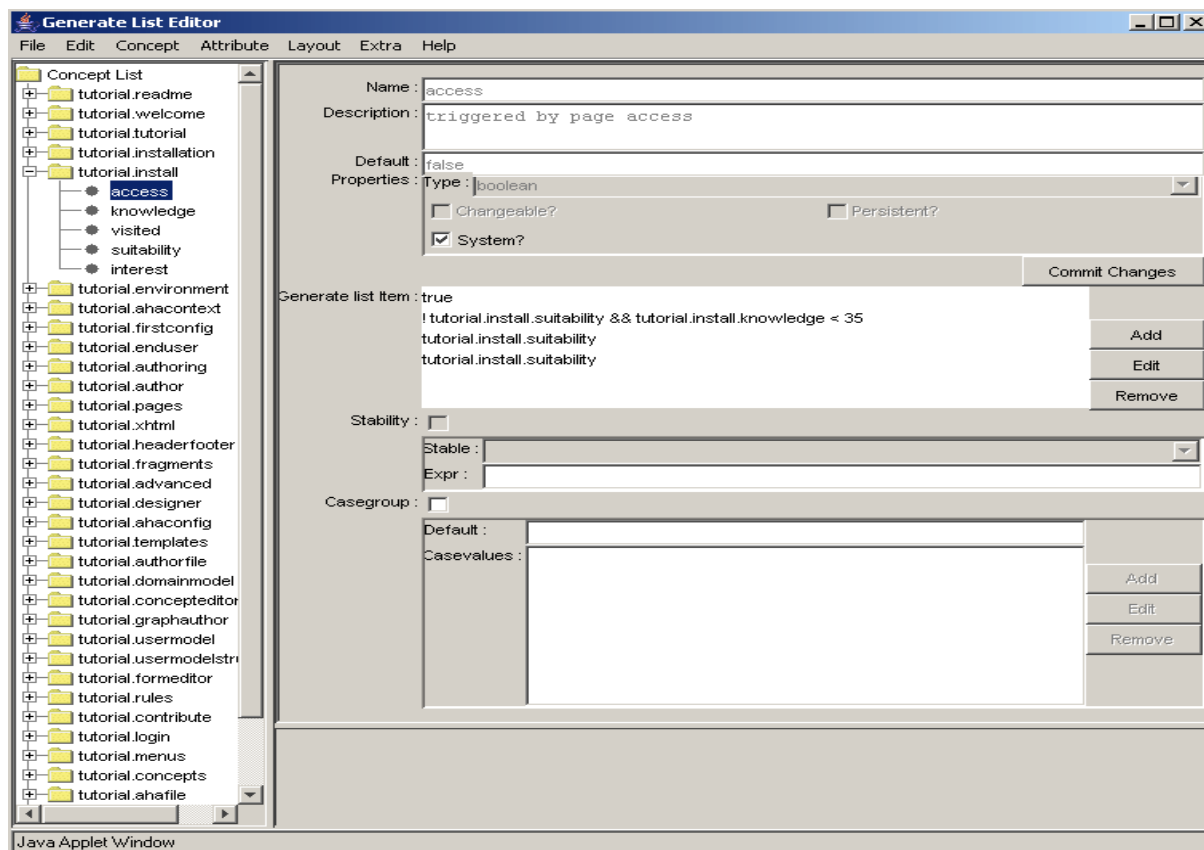 Generate List Editor
File Edit Concept Attribute Layout Extra Help
Concept List
tutorial.readme
tutorial.welcome
tutorial.tutorial
tutorial.installation
tutorial.install
access
knowledge
visited
suitability
interest
tutorial.environment
tutorial.ahacontext
tutorial.firstconfig
tutorial.enduser
tutorial.authoring
tutorial.author
tutorial.pages
tutorial.xhtml
tutorial.headerfooter
tutorial.fragments
tutorial.advanced
tutorial.designer
tutorial.ahaconfig
tutorial.templates
tutorial.authorfile
tutorial.domainmodel
tutorial.concepteditor
tutorial.graphauthor
tutorial.usermodel
tutorial.usermodelstr
tutorial.formeditor
tutorial.rules
tutorial.contribute
tutorial.login
tutorial.menus
tutorial.concepts
tutorial.ahafile
Name : access
Description : triggered by page access
Default : false
Properties : Type : boolean
Changeable? Persistent?
System?
Commit Changes
Generate list Item : true
! tutorial.install.suitability && tutorial.install.knowledge < 35
tutorial.install.suitability
tutorial.install.suitability
Add
Edit
Remove
Stability :
Stable :
Expr :
Casegroup :
Default :
Casevalues :
Add
Edit
Remove
Java Applet Window